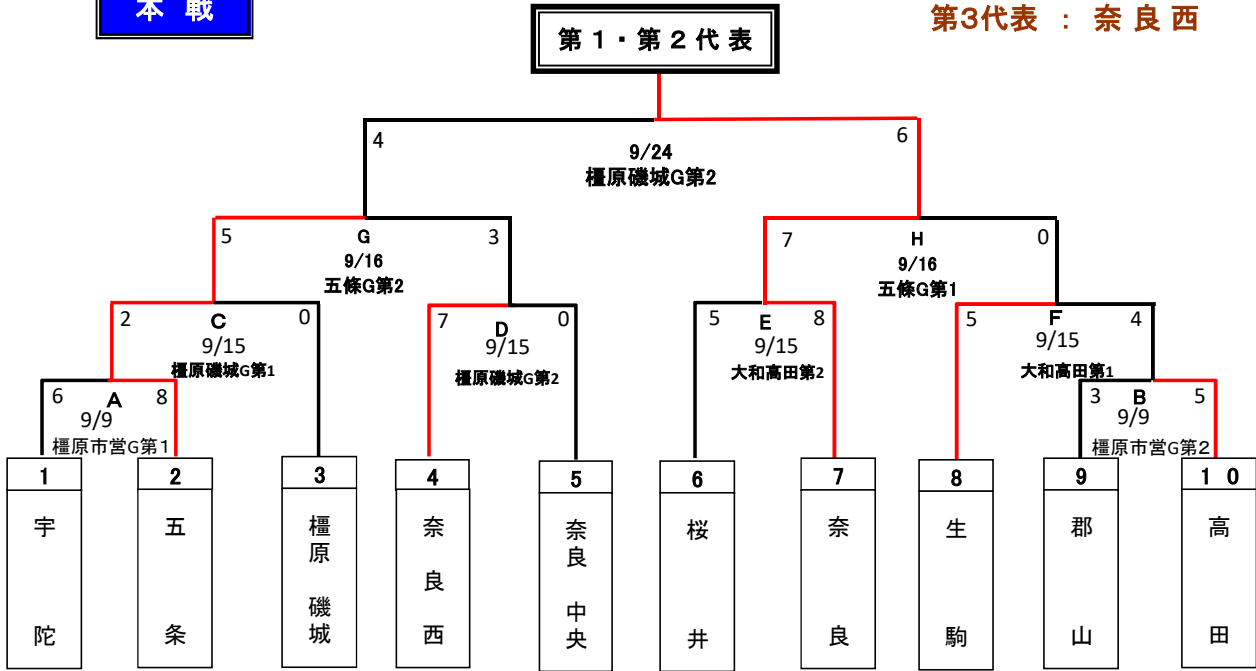 本 戦
第 1 ・ 第 2 代 表
第3代表 : 奈 良 西
4
6
9/24
橿原磯城G第2
5
G
3
9/16
五條G第2
7
H
0
9/16
五條G第1
2
C
0
9/15
橿原磯城G第1
7
D
0
9/15
橿原磯城G第2
5
E
8
9/15
大和高田第2
5
F
4
9/15
大和高田第1
6
A
8
9/9
橿原市営G第1
3
B
5
9/9
橿原市営G第2
1
宇陀
2
五条
3
橿原 磯城
4
奈良西
5
奈良 中央
6
桜井
7
奈良
8
生駒
9
郡山
1 0
高田